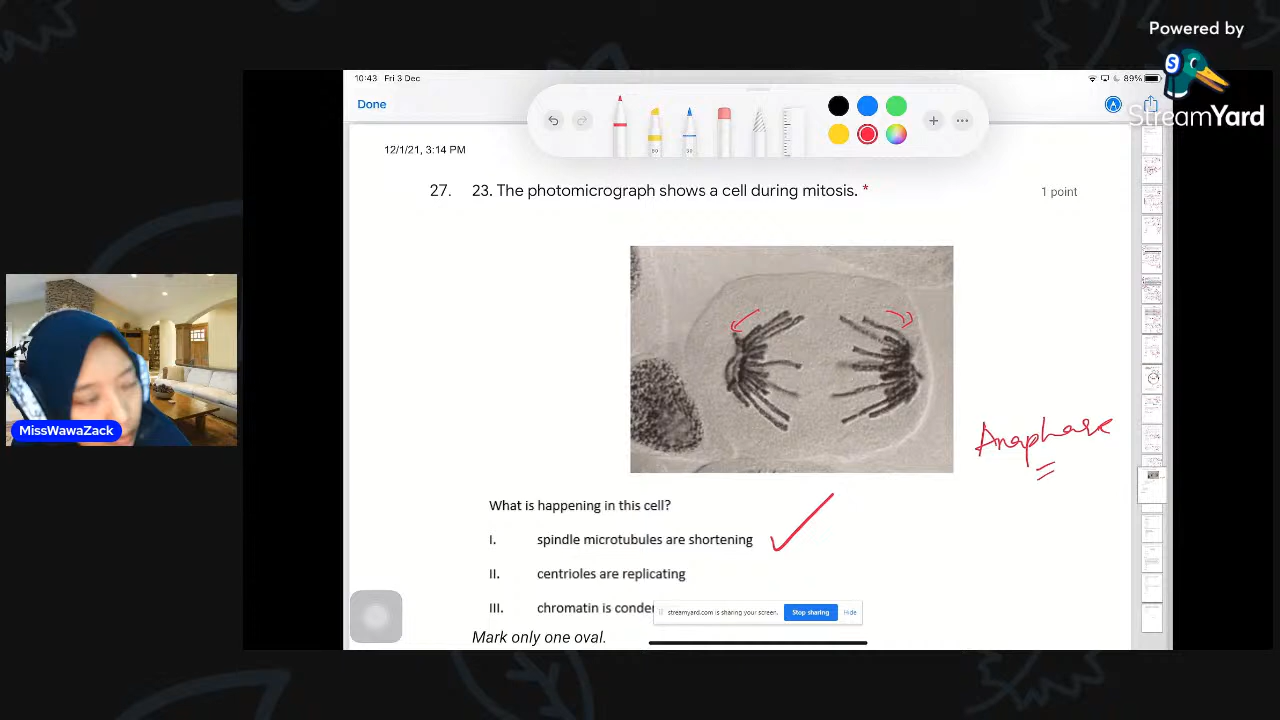 Powered by
StreamYard
10:43 Fri 3 Dec
89%
Done
12/1/21, 3:14 PM
27. 23. The photomicrograph shows a cell during mitosis. *
1 point
Anaphase
What is happening in this cell?
I. spindle microtubules are shortening
II. centrioles are replicating
III. chromatin is conden
streamyard.com is sharing your screen.
Stop sharing
Hide
Mark only one oval.
MissWawaZack